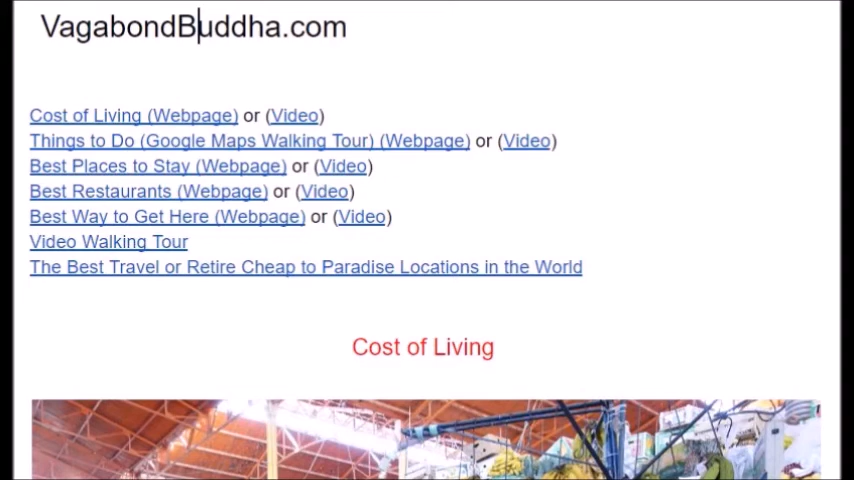 VagabondBuddha.com
Cost of Living (Webpage) or (Video)
Things to Do (Google Maps Walking Tour) (Webpage) or (Video)
Best Places to Stay (Webpage) or (Video)
Best Restaurants (Webpage) or (Video)
Best Way to Get Here (Webpage) or (Video)
Video Walking Tour
The Best Travel or Retire Cheap to Paradise Locations in the World
Cost of Living